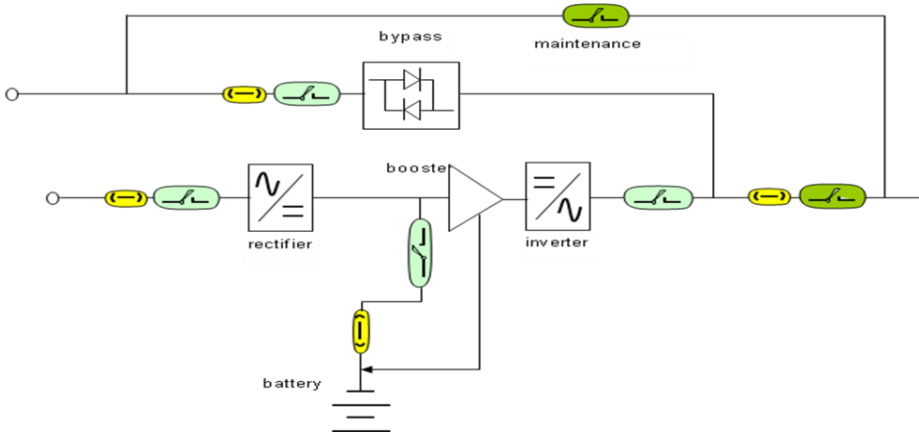 bypass
maintenance
booster
rectifier
inverter
battery